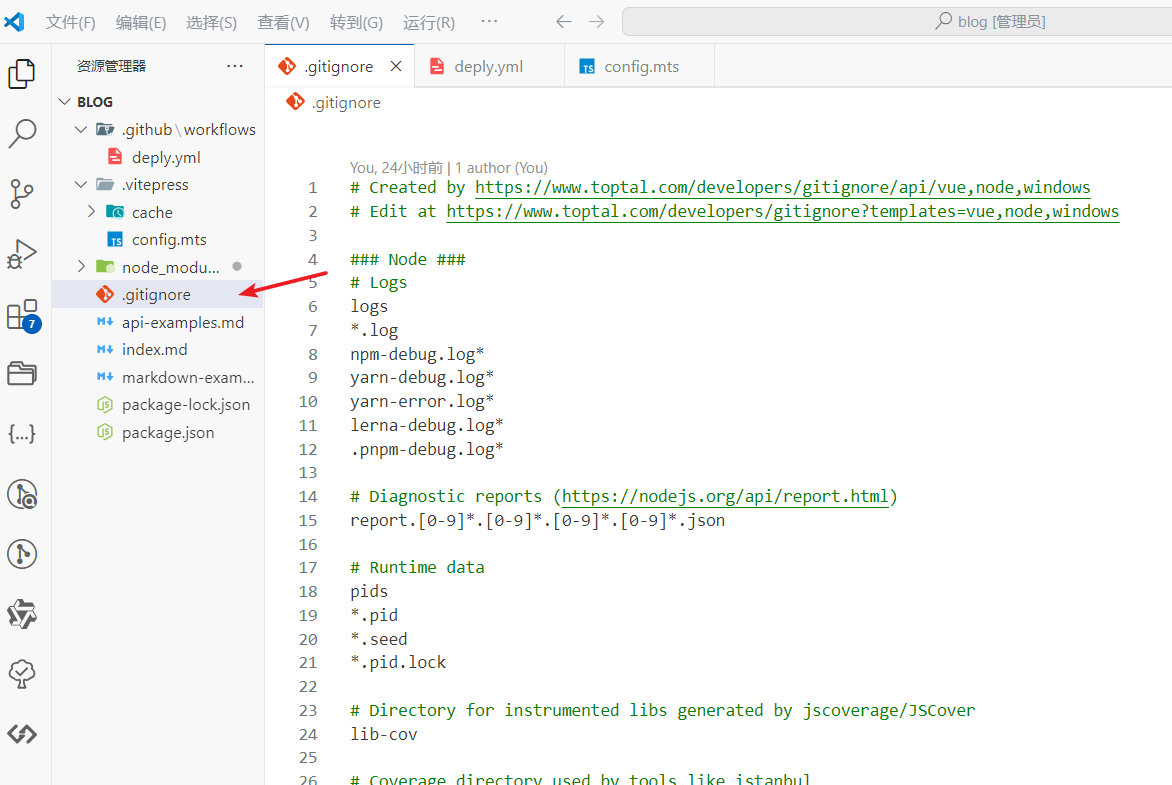 文件(F) 编辑(E) 选择(S) 查看(V) 转到(G) 运行(R) ··· blog [管理员]
资源管理器 ···
BLOG
.github\workflows
deply.yml
.vitepress
cache
config.mts
node_modu...
.gitignore
api-examples.md
index.md
markdown-exam...
package-lock.json
package.json
7
.gitignore deply.yml config.mts
.gitignore
You, 24小时前 | 1 author (You)
1 # Created by https://www.toptal.com/developers/gitignore/api/vue,node,windows
2 # Edit at https://www.toptal.com/developers/gitignore?templates=vue,node,windows
3
4 ### Node ###
5 # Logs
6 logs
7 *.log
8 npm-debug.log*
9 yarn-debug.log*
10 yarn-error.log*
11 lerna-debug.log*
12 .pnpm-debug.log*
13
14 # Diagnostic reports (https://nodejs.org/api/report.html)
15 report.[0-9]*.[0-9]*.[0-9]*.[0-9]*.json
16
17 # Runtime data
18 pids
19 *.pid
20 *.seed
21 *.pid.lock
22
23 # Directory for instrumented libs generated by jscoverage/JSCover
24 lib-cov
25
26 # Coverage directory used by tools like istanbul